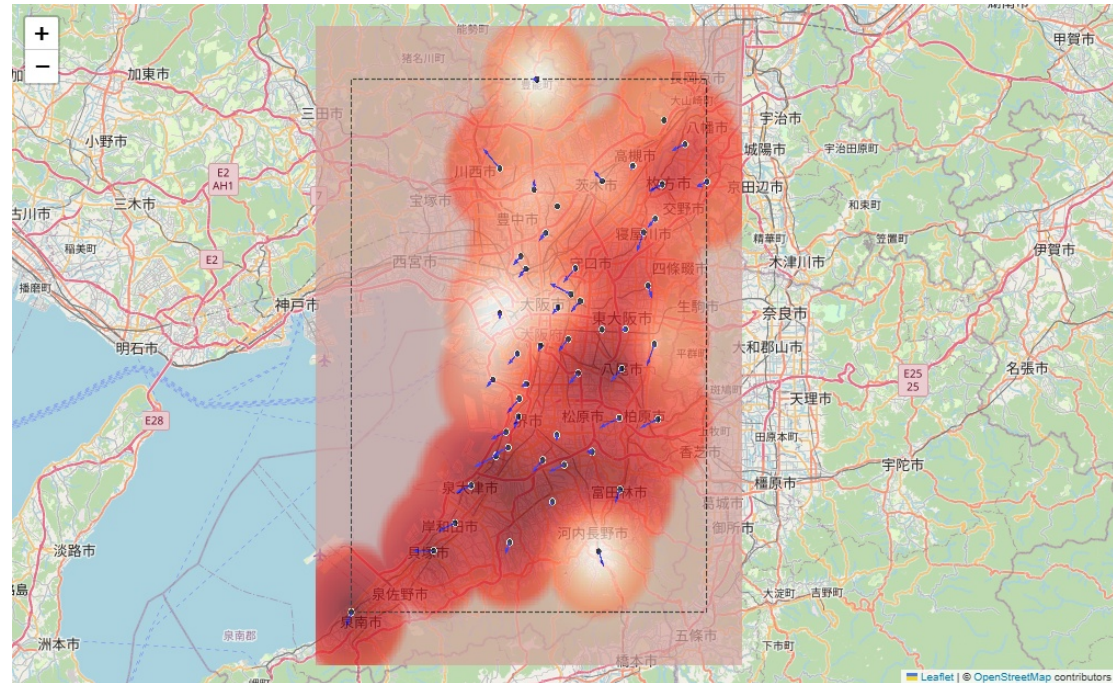 +
−
能勢町
甲賀市
猪名川町
加東市
豊能町
長岡京市
三田市
大山崎町
宇治市
小野市
八幡市
高槻市
城陽市
宇治田原町
E2
AH1
川西市
茨木市
枚方市
京田辺市
宝塚市
和束町
三木市
交野市
古川市
豊中市
寝屋川市
精華町
笠置町
伊賀市
稲美町
E2
西宮市
守口市
四條畷市
木津川市
播磨町
神戸市
大阪市
生駒市
奈良市
東大阪市
明石市
平群町
大和郡山市
名張市
八尾市
E25
25
斑鳩町
天理市
E28
堺市
松原市
柏原市
上牧町
田原本町
香芝市
宇陀市
泉大津市
富田林市
橿原市
葛城市
岸和田市
御所市
河内長野市
淡路市
貝塚市
泉佐野市
大淀町
吉野町
泉南市
洲本市
泉南郡
五條市
下市町
橋本市
Leaflet | © OpenStreetMap contributors